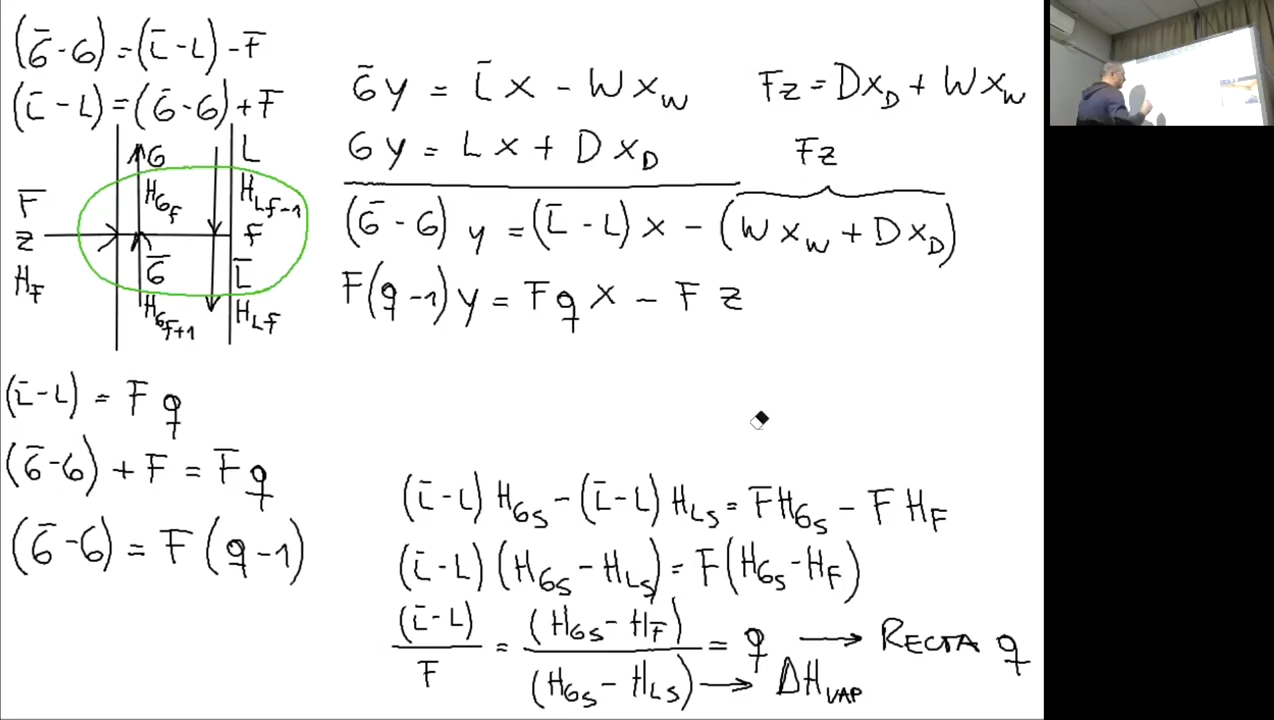 (G̅ - G) = (L̅ - L) - F
(L̅ - L) = (G̅ - G) + F
G L
H_Gf H_Lf-1
F
z f
H_F G̅ L̅
H_Gf+1 H_Lf
(L̅ - L) = F q
(G̅ - G) + F = F q
(G̅ - G) = F (q - 1)
G̅ y = L̅ x - W x_W
F z = D x_D + W x_W
G y = L x + D x_D
F z
(G̅ - G) y = (L̅ - L) x - (W x_W + D x_D)
F (q - 1) y = F q x - F z
(L̅ - L) H_GS - (L̅ - L) H_LS = F H_GS - F H_F
(L̅ - L) (H_GS - H_LS) = F (H_GS - H_F)
(L̅ - L) / F = (H_GS - H_F) / (H_GS - H_LS) = q → RECTA q
→ ΔH_VAP